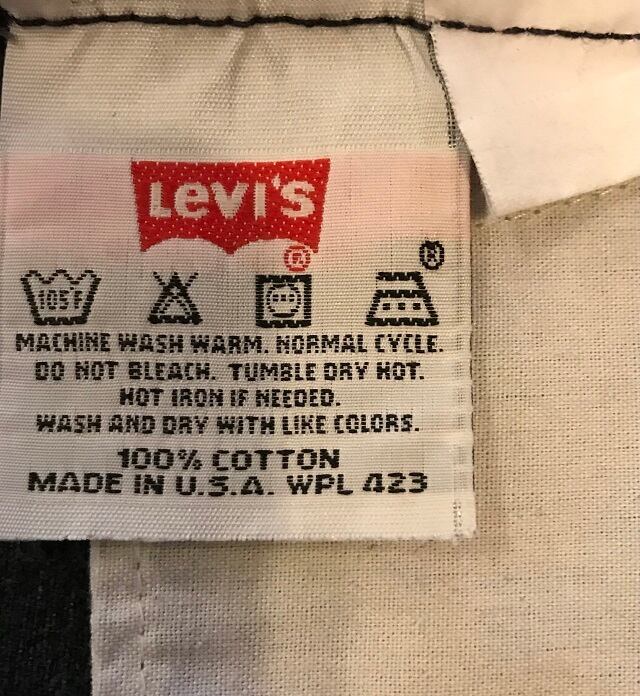 Levi's
®
®
105°F
MACHINE WASH WARM. NORMAL CYCLE.
DO NOT BLEACH. TUMBLE DRY HOT.
HOT IRON IF NEEDED.
WASH AND DRY WITH LIKE COLORS.
100% COTTON
MADE IN U.S.A. WPL 423